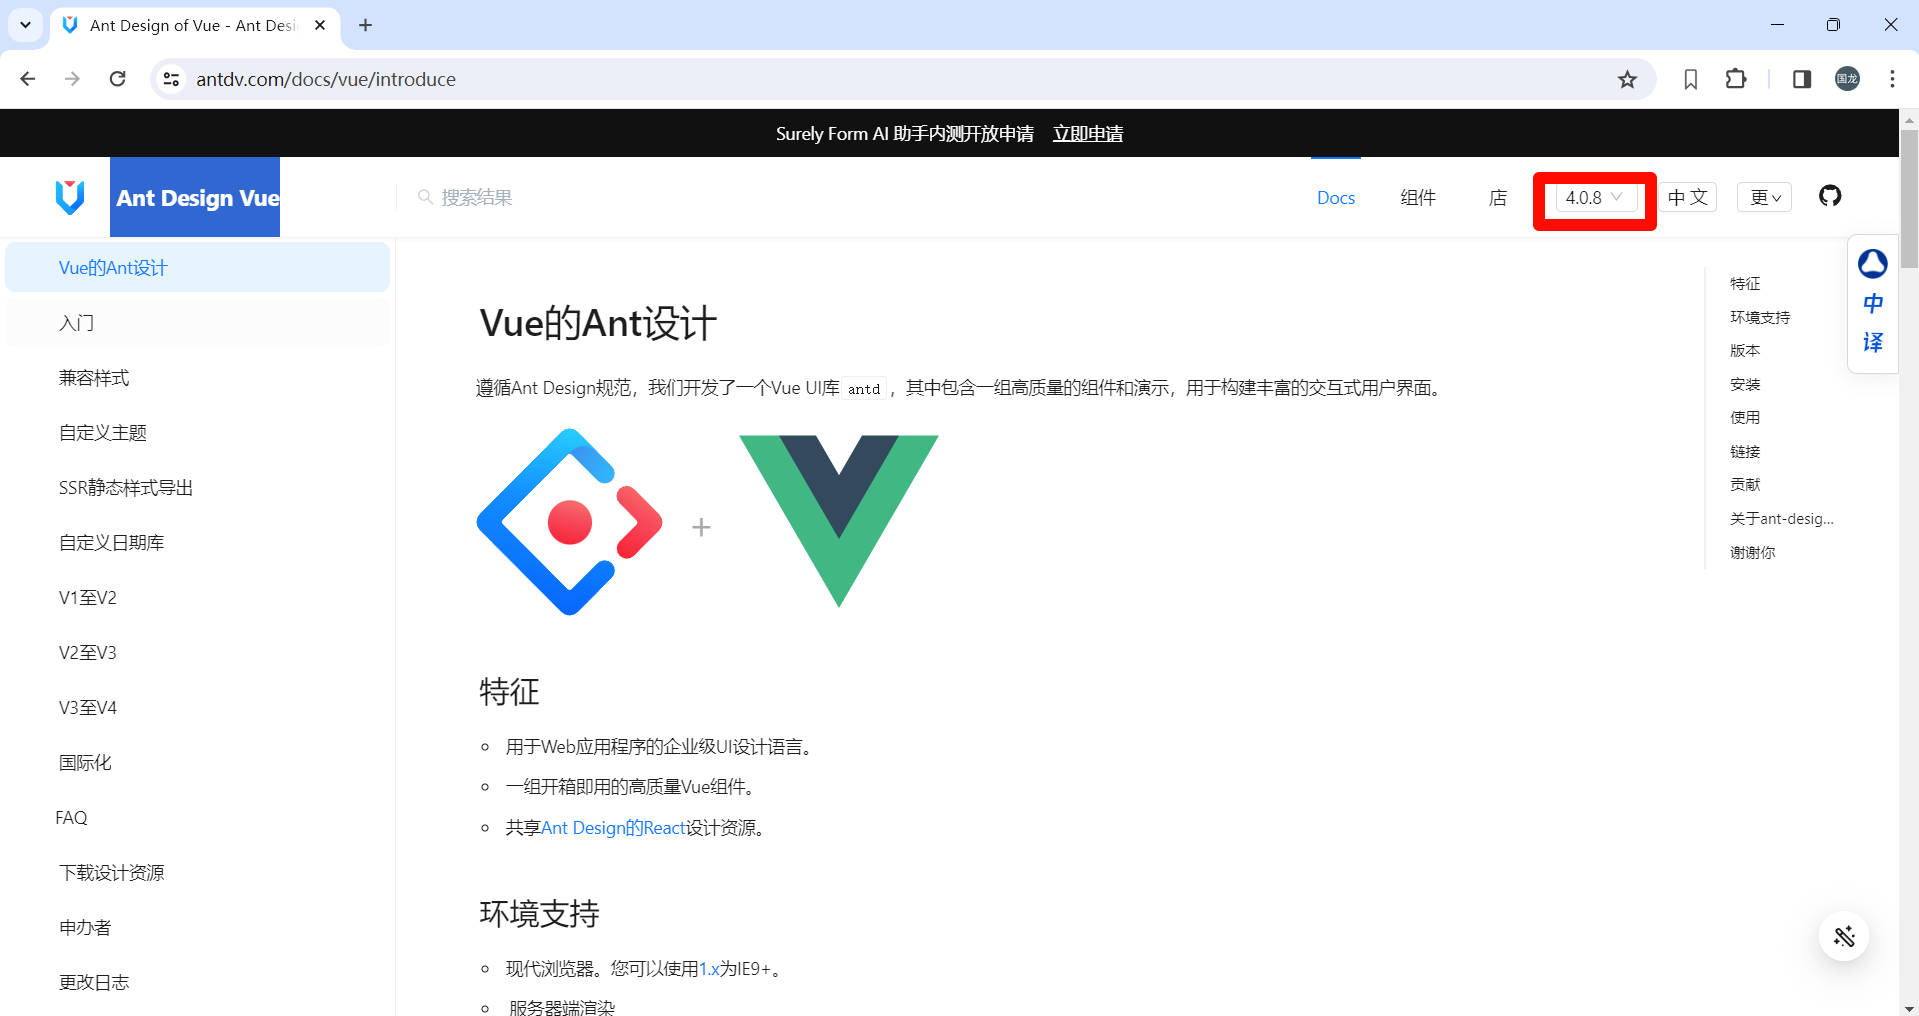 Ant Design of Vue - Ant Desi
antdv.com/docs/vue/introduce
国龙
Surely Form AI 助手内测开放申请 立即申请
Ant Design Vue
搜索结果
Docs
组件
店
4.0.8
中 文
更
Vue的Ant设计
入门
兼容样式
自定义主题
SSR静态样式导出
自定义日期库
V1至V2
V2至V3
V3至V4
国际化
FAQ
下载设计资源
申办者
更改日志
Vue的Ant设计
遵循Ant Design规范，我们开发了一个Vue UI库 antd ，其中包含一组高质量的组件和演示，用于构建丰富的交互式用户界面。
+
特征
用于Web应用程序的企业级UI设计语言。
一组开箱即用的高质量Vue组件。
共享Ant Design的React设计资源。
环境支持
现代浏览器。您可以使用1.x为IE9+。
服务器端渲染
特征
环境支持
版本
安装
使用
链接
贡献
关于ant-desig...
谢谢你
中
译